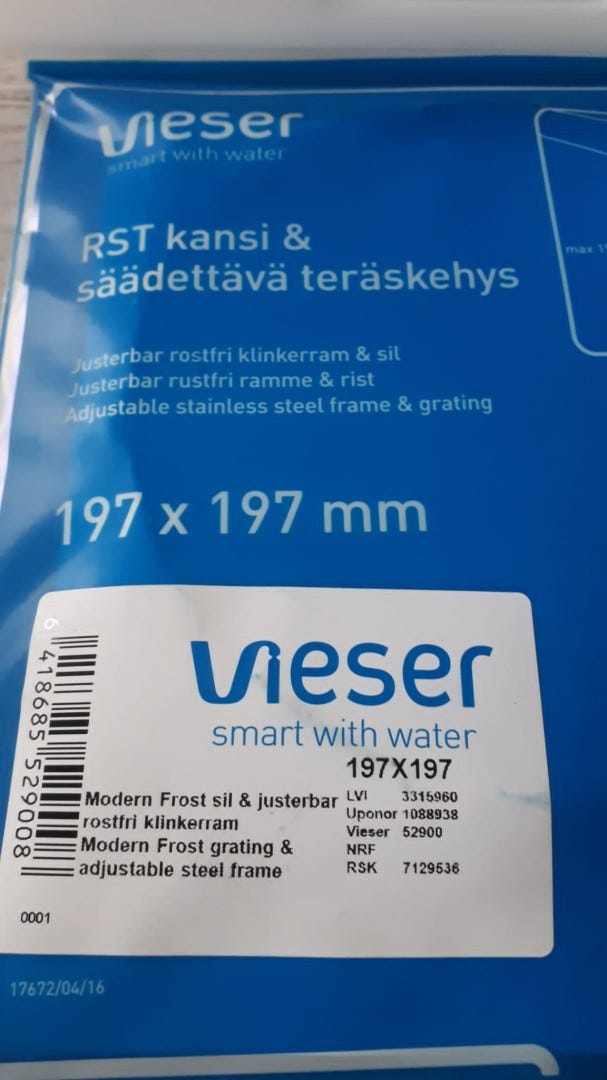 vieser
smart with water
RST kansi &
säädettävä teräskehys
Justerbar rostfri klinkerram & sil
Justerbar rustfri ramme & rist
Adjustable stainless steel frame & grating
197 x 197 mm
max
vieser
smart with water
197X197
Modern Frost sil & justerbar
rostfri klinkerram
Modern Frost grating &
adjustable steel frame
LVI 3315960
Uponor 1088938
Vieser 52900
NRF
RSK 7129536
6 418685 529008
0001
17672/04/16